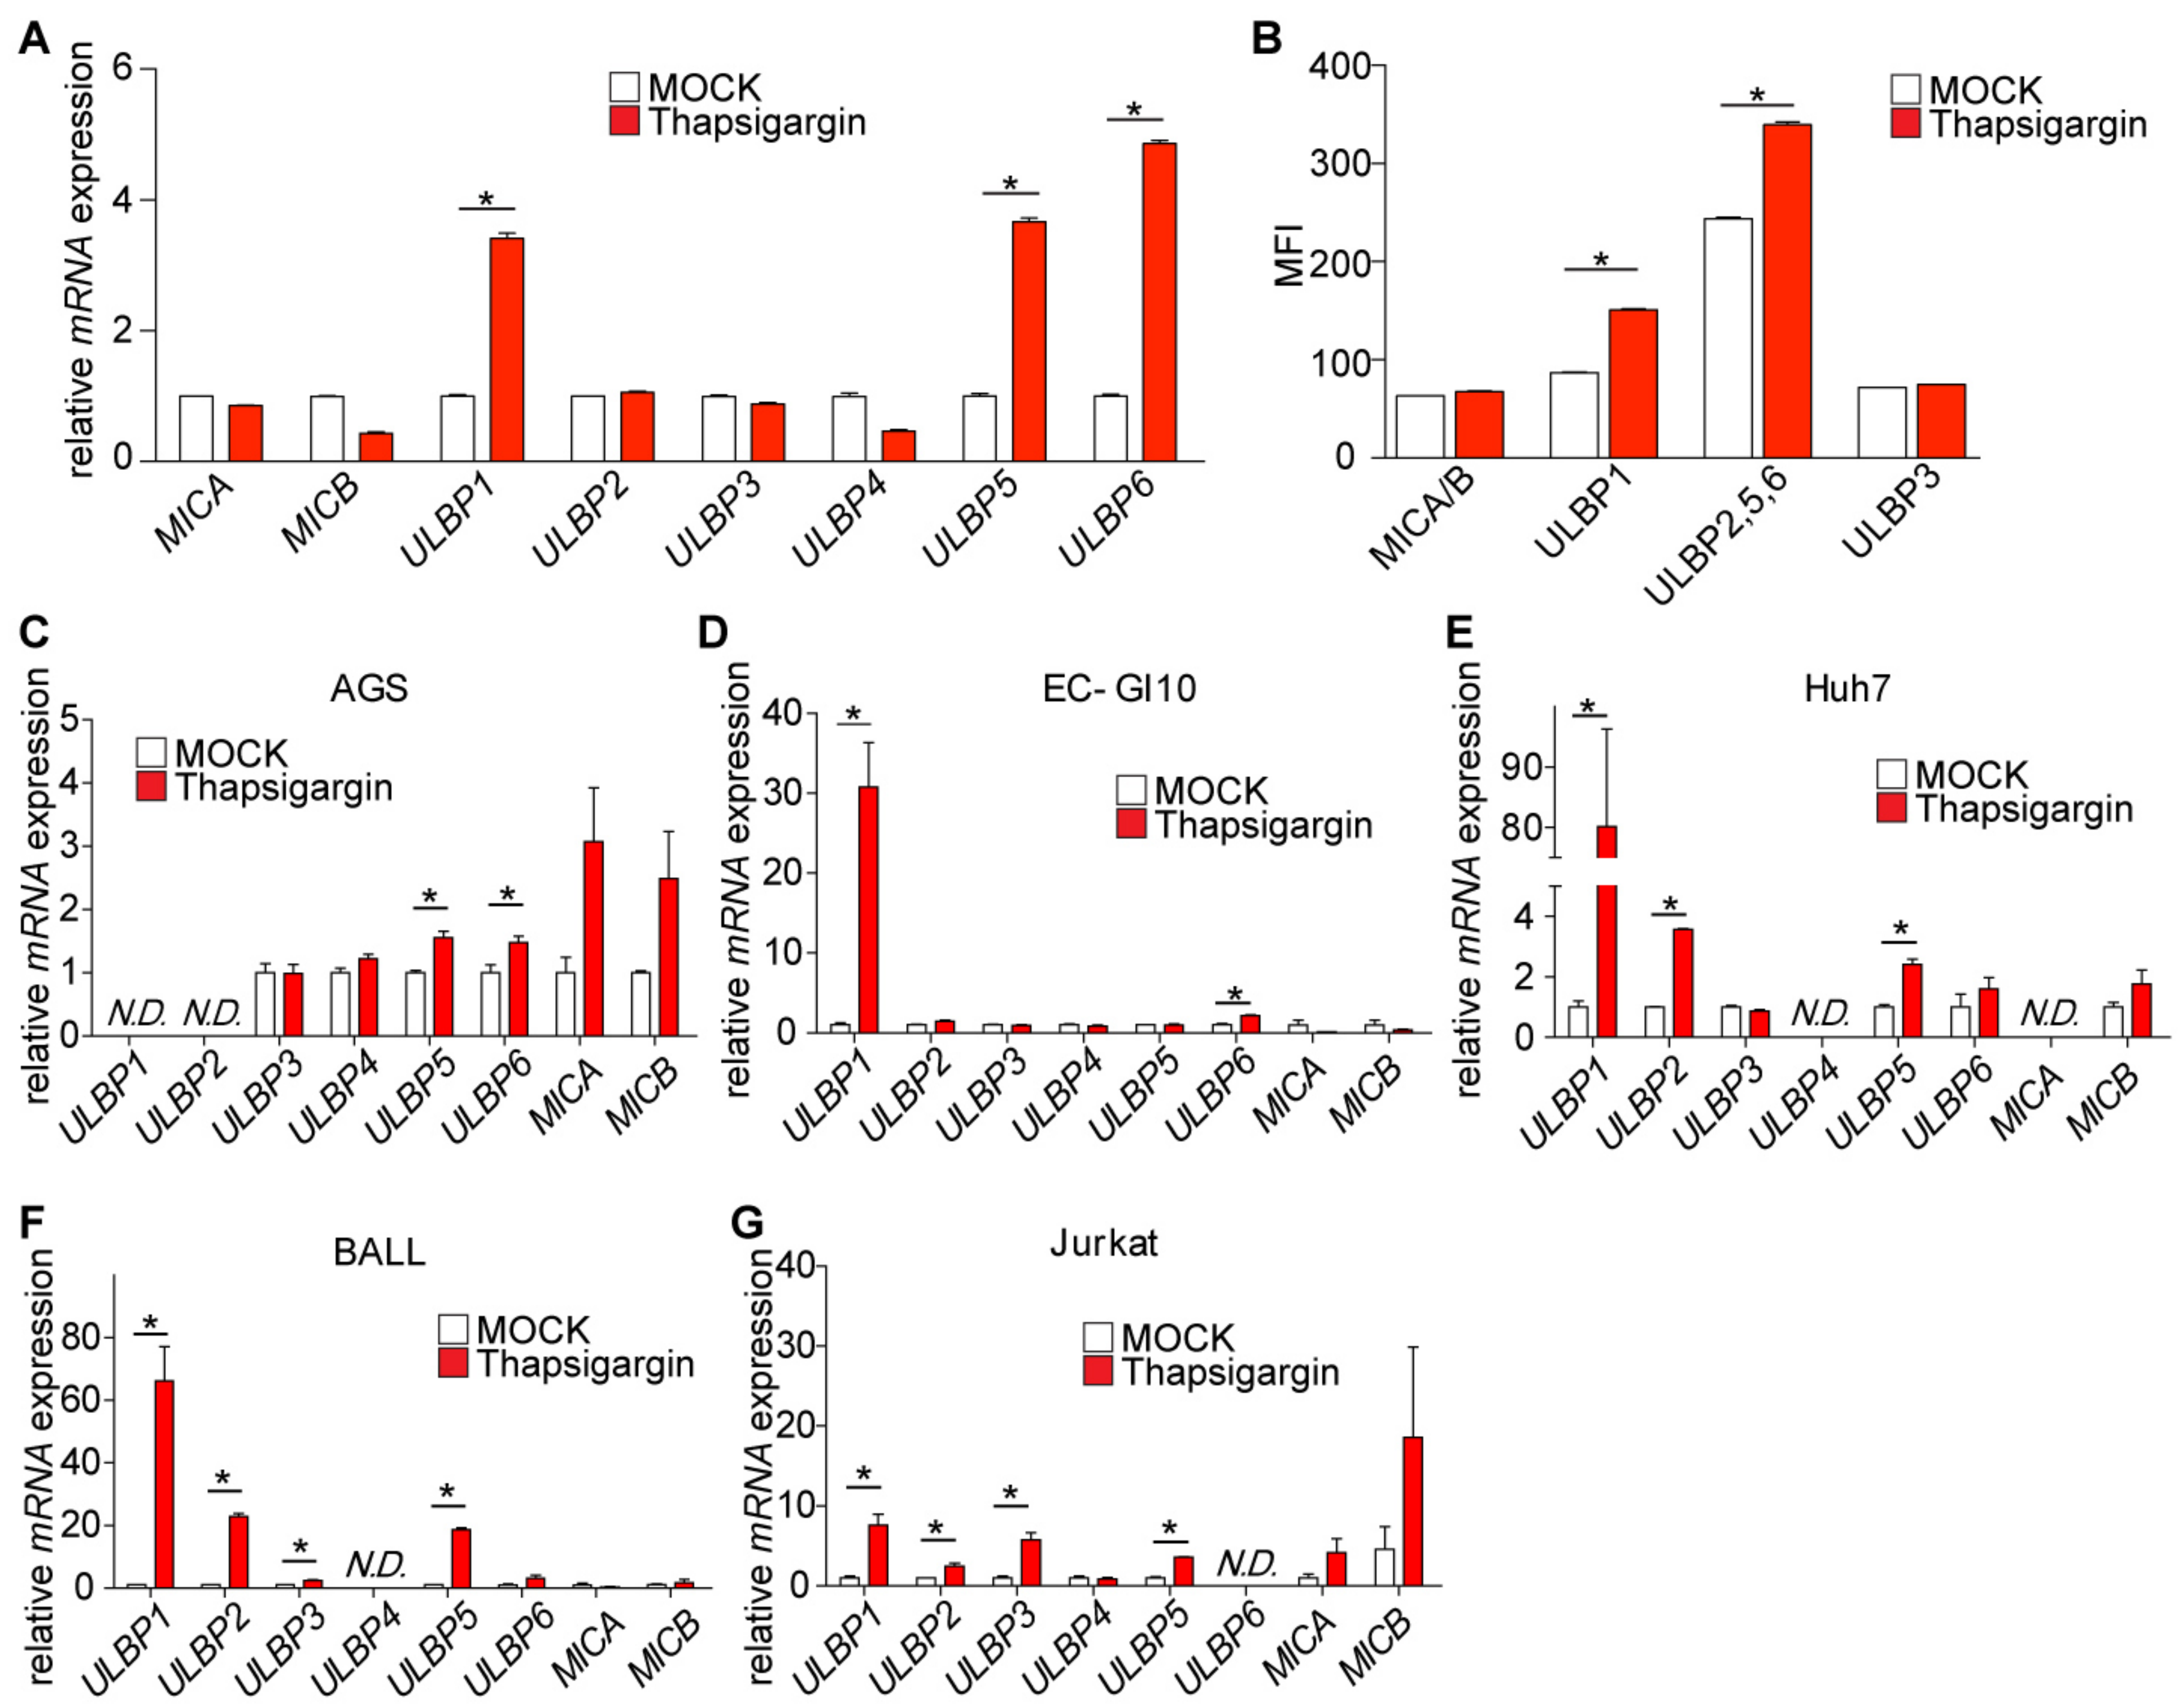 A
relative mRNA expression
6
4
2
0
MOCK
Thapsigargin
*
*
*
MICA
MICB
ULBP1
ULBP2
ULBP3
ULBP4
ULBP5
ULBP6
B
MFI
400
300
200
100
0
MOCK
Thapsigargin
*
*
MICA/B
ULBP1
ULBP2,5,6
ULBP3
C
AGS
relative mRNA expression
5
4
3
2
1
0
MOCK
Thapsigargin
*
*
N.D.
N.D.
ULBP1
ULBP2
ULBP3
ULBP4
ULBP5
ULBP6
MICA
MICB
D
EC- GI10
relative mRNA expression
40
30
20
10
0
MOCK
Thapsigargin
*
*
ULBP1
ULBP2
ULBP3
ULBP4
ULBP5
ULBP6
MICA
MICB
E
Huh7
relative mRNA expression
90
80
4
2
0
MOCK
Thapsigargin
*
*
*
N.D.
N.D.
ULBP1
ULBP2
ULBP3
ULBP4
ULBP5
ULBP6
MICA
MICB
F
BALL
relative mRNA expression
80
60
40
20
0
MOCK
Thapsigargin
*
*
*
*
N.D.
ULBP1
ULBP2
ULBP3
ULBP4
ULBP5
ULBP6
MICA
MICB
G
Jurkat
relative mRNA expression
40
30
20
10
0
MOCK
Thapsigargin
*
*
*
*
N.D.
ULBP1
ULBP2
ULBP3
ULBP4
ULBP5
ULBP6
MICA
MICB